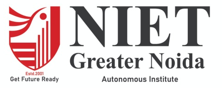 NIET
Greater Noida
Estd.2001
Get Future Ready
Autonomous Institute